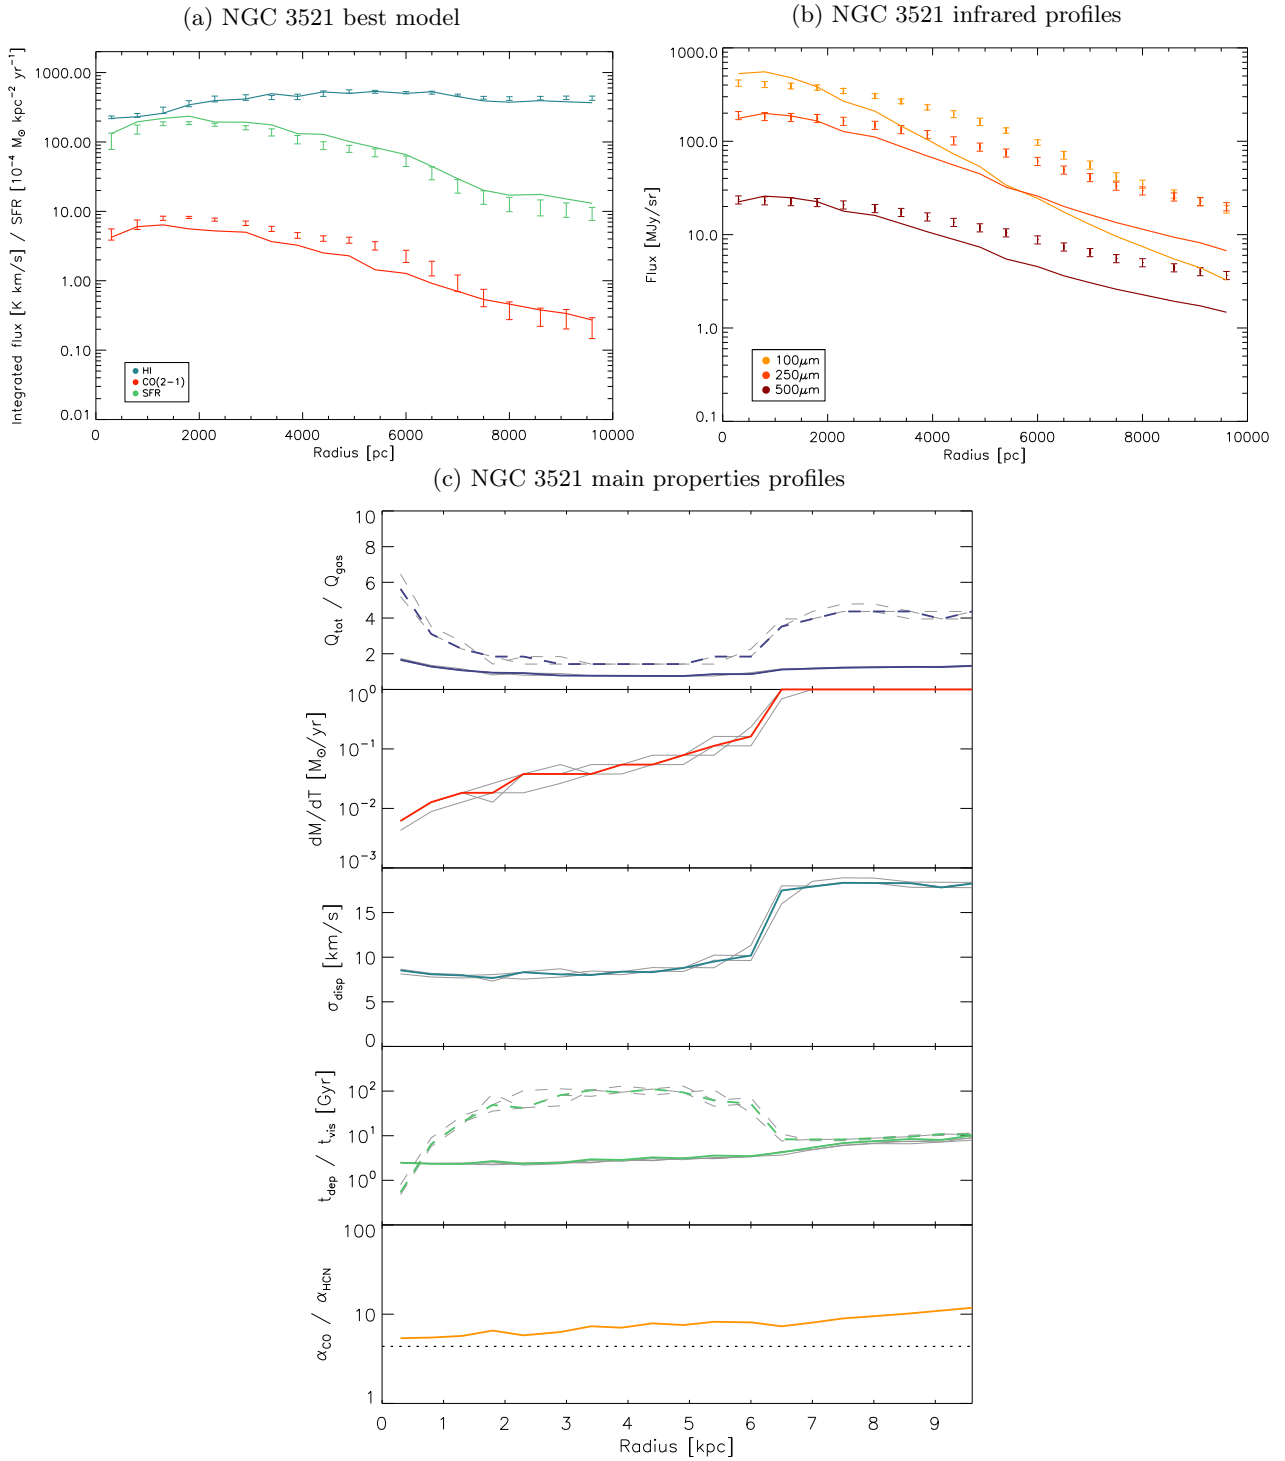 (a) NGC 3521 best model
Integrated flux [K km/s] / SFR [10⁻⁴ M⊙ kpc⁻² yr⁻¹]
1000.00
100.00
10.00
1.00
0.10
0.01
HI
CO(2−1)
SFR
0 2000 4000 6000 8000 10000
Radius [pc]
(b) NGC 3521 infrared profiles
Flux [MJy/sr]
1000.0
100.0
10.0
1.0
0.1
100μm
250μm
500μm
0 2000 4000 6000 8000 10000
Radius [pc]
(c) NGC 3521 main properties profiles
Q_tot / Q_gas
10
8
6
4
2
dM/dT [M⊙/yr]
10⁰
10⁻¹
10⁻²
10⁻³
σ_disp [km/s]
15
10
5
0
t_dep / t_vis [Gyr]
10²
10¹
10⁰
α_CO / α_HCN
100
10
1
0 1 2 3 4 5 6 7 8 9
Radius [kpc]